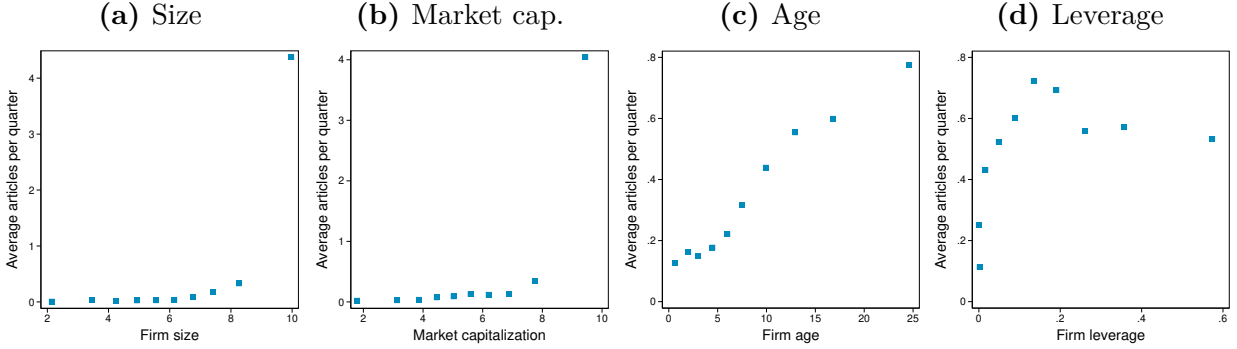 (a) Size
Average articles per quarter
4
3
2
1
0
2 4 6 8 10
Firm size
(b) Market cap.
Average articles per quarter
4
3
2
1
0
2 4 6 8 10
Market capitalization
(c) Age
Average articles per quarter
.8
.6
.4
.2
0
0 5 10 15 20 25
Firm age
(d) Leverage
Average articles per quarter
.8
.6
.4
.2
0
0 .2 .4 .6
Firm leverage